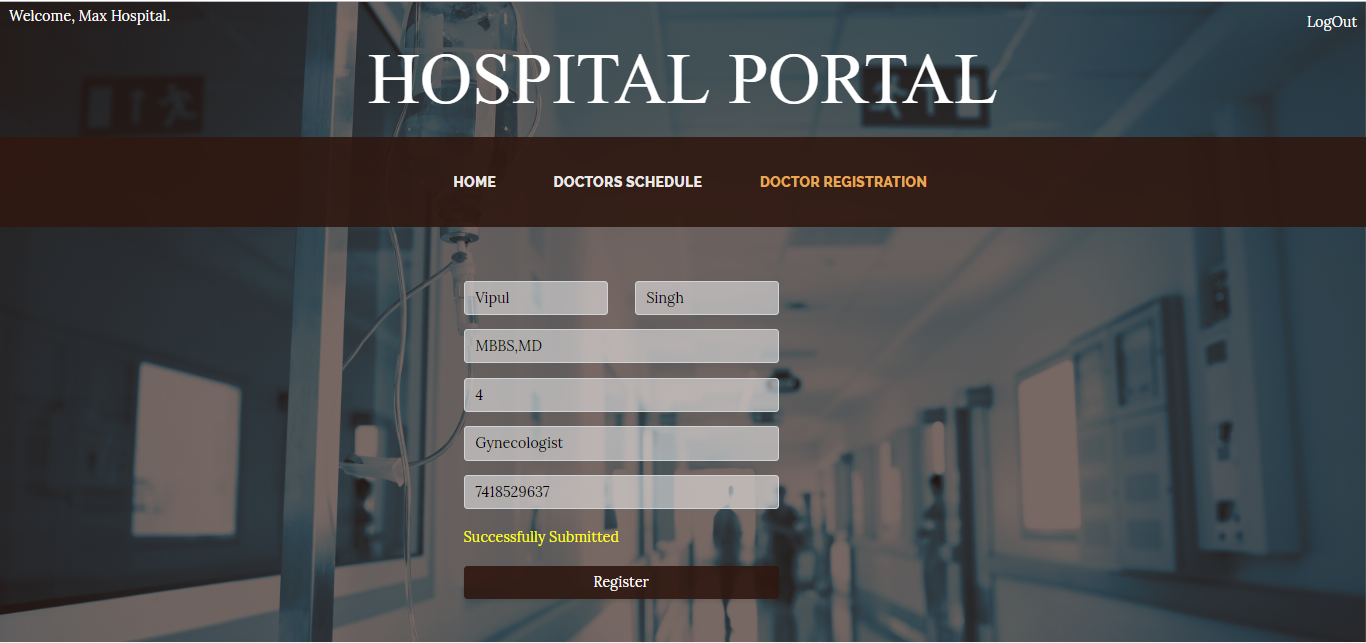 Welcome, Max Hospital.
LogOut
HOSPITAL PORTAL
HOME DOCTORS SCHEDULE DOCTOR REGISTRATION
Vipul Singh
MBBS,MD
4
Gynecologist
7418529637
Successfully Submitted
Register